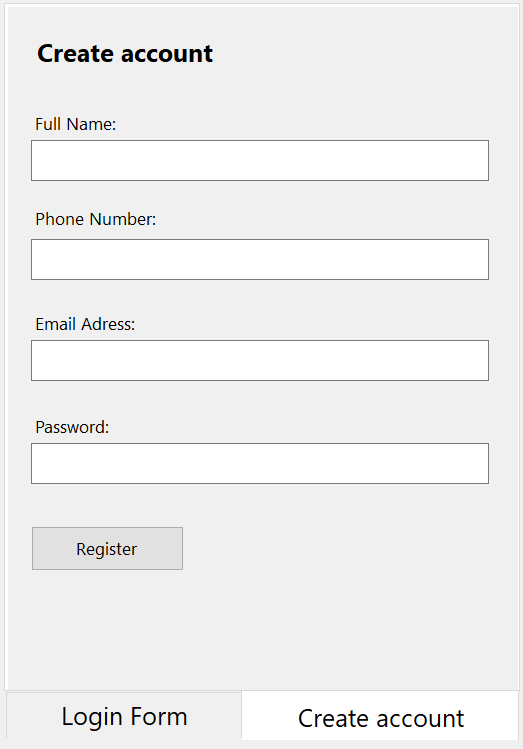 Create account
Full Name:
Phone Number:
Email Adress:
Password:
Register
Login Form
Create account